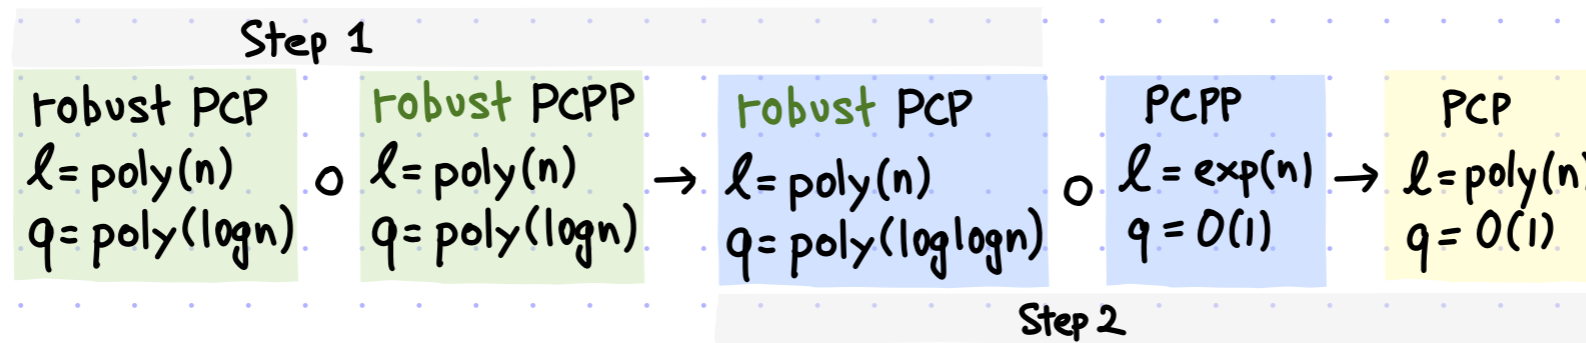 Step 1
robust PCP
ℓ=poly(n)
q=poly(logn)
o
robust PCPP
ℓ=poly(n)
q=poly(logn)
→
robust PCP
ℓ=poly(n)
q=poly(loglogn)
o
PCPP
ℓ=exp(n)
q=O(1)
→
PCP
ℓ=poly(n)
q=O(1)
Step 2